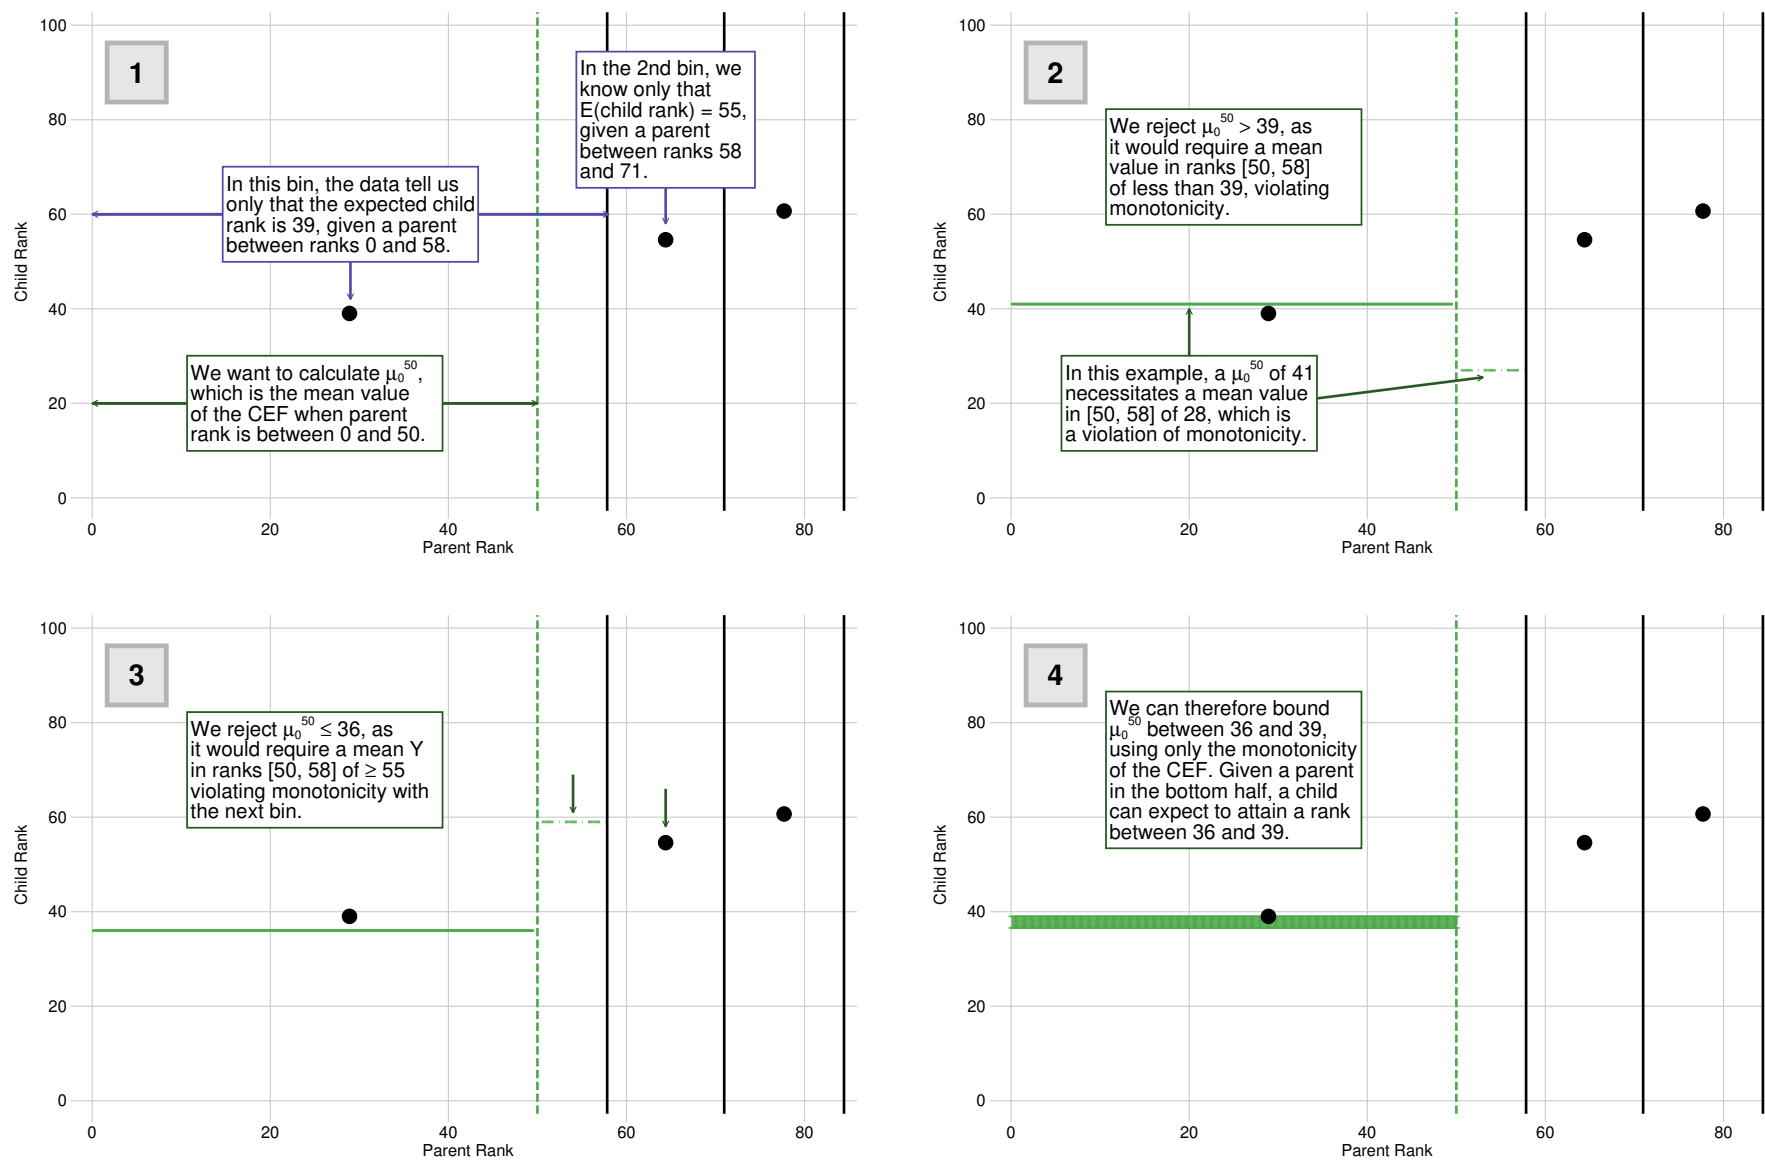 1
100
80
60
40
20
0
Child Rank
In the 2nd bin, we
know only that
E(child rank) = 55,
given a parent
between ranks 58
and 71.
In this bin, the data tell us
only that the expected child
rank is 39, given a parent
between ranks 0 and 58.
We want to calculate μ₀⁵⁰,
which is the mean value
of the CEF when parent
rank is between 0 and 50.
0 20 40 60 80
Parent Rank
2
100
80
60
40
20
0
Child Rank
We reject μ₀⁵⁰ > 39, as
it would require a mean
value in ranks [50, 58]
of less than 39, violating
monotonicity.
In this example, a μ₀⁵⁰ of 41
necessitates a mean value
in [50, 58] of 28, which is
a violation of monotonicity.
0 20 40 60 80
Parent Rank
3
100
80
60
40
20
0
Child Rank
We reject μ₀⁵⁰ ≤ 36, as
it would require a mean Y
in ranks [50, 58] of ≥ 55
violating monotonicity with
the next bin.
0 20 40 60 80
Parent Rank
4
100
80
60
40
20
0
Child Rank
We can therefore bound
μ₀⁵⁰ between 36 and 39,
using only the monotonicity
of the CEF. Given a parent
in the bottom half, a child
can expect to attain a rank
between 36 and 39.
0 20 40 60 80
Parent Rank